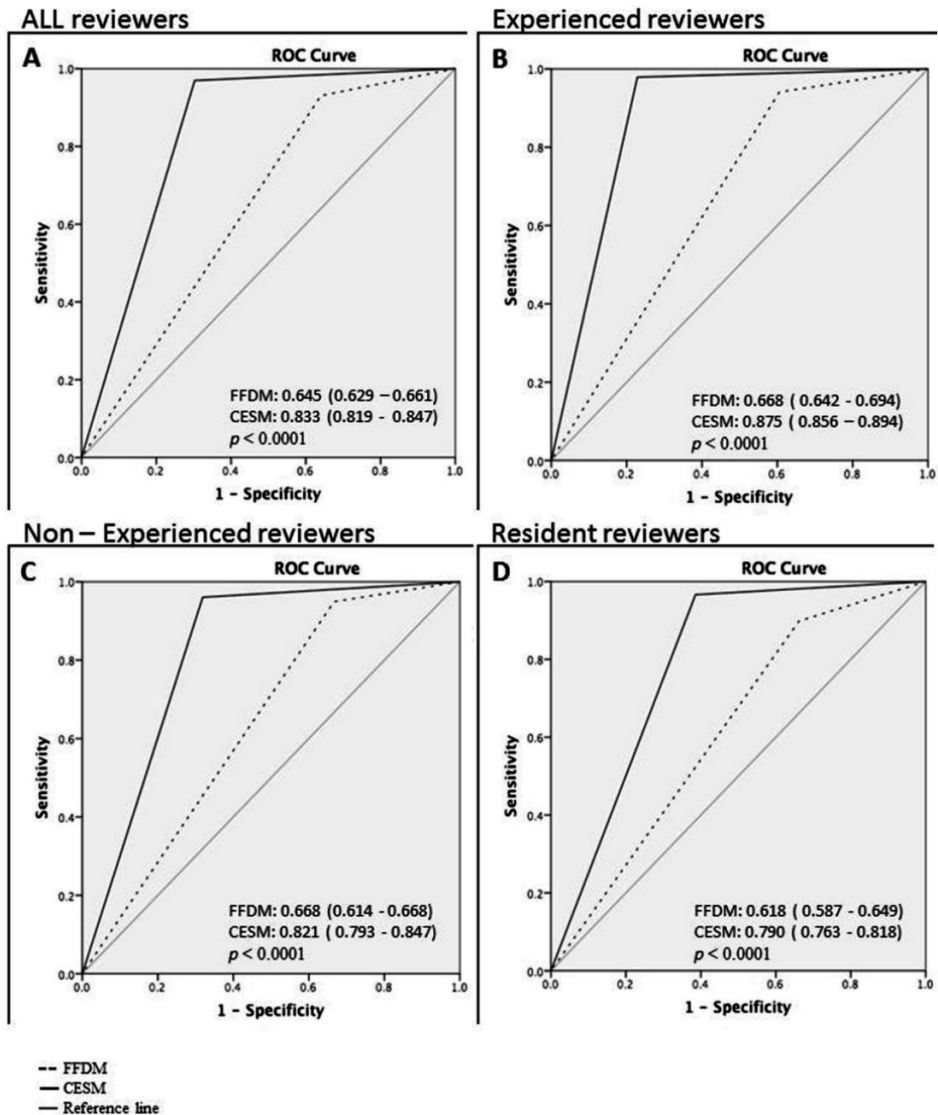 ALL reviewers
A
ROC Curve
1.0
0.8
0.6
0.4
0.2
0.0
Sensitivity
FFDM: 0.645 (0.629 – 0.661)
CESM: 0.833 (0.819 - 0.847)
p < 0.0001
0.0 0.2 0.4 0.6 0.8 1.0
1 - Specificity
Experienced reviewers
B
ROC Curve
1.0
0.8
0.6
0.4
0.2
0.0
Sensitivity
FFDM: 0.668 ( 0.642 - 0.694)
CESM: 0.875 ( 0.856 – 0.894)
p < 0.0001
0.0 0.2 0.4 0.6 0.8 1.0
1 - Specificity
Non – Experienced reviewers
C
ROC Curve
1.0
0.8
0.6
0.4
0.2
0.0
Sensitivity
FFDM: 0.668 (0.614 - 0.668)
CESM: 0.821 ( 0.793 - 0.847)
p < 0.0001
0.0 0.2 0.4 0.6 0.8 1.0
1 - Specificity
Resident reviewers
D
ROC Curve
1.0
0.8
0.6
0.4
0.2
0.0
Sensitivity
FFDM: 0.618 ( 0.587 - 0.649)
CESM: 0.790 ( 0.763 - 0.818)
p < 0.0001
0.0 0.2 0.4 0.6 0.8 1.0
1 - Specificity
FFDM
CESM
Reference line